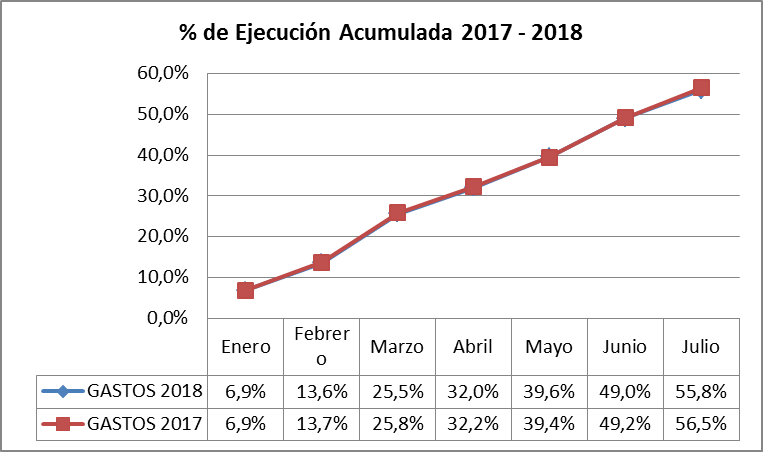 % de Ejecución Acumulada 2017 - 2018
60,0%
50,0%
40,0%
30,0%
20,0%
10,0%
0,0%
Enero Febrer Marzo Abril Mayo Junio Julio
o
GASTOS 2018 6,9% 13,6% 25,5% 32,0% 39,6% 49,0% 55,8%
GASTOS 2017 6,9% 13,7% 25,8% 32,2% 39,4% 49,2% 56,5%